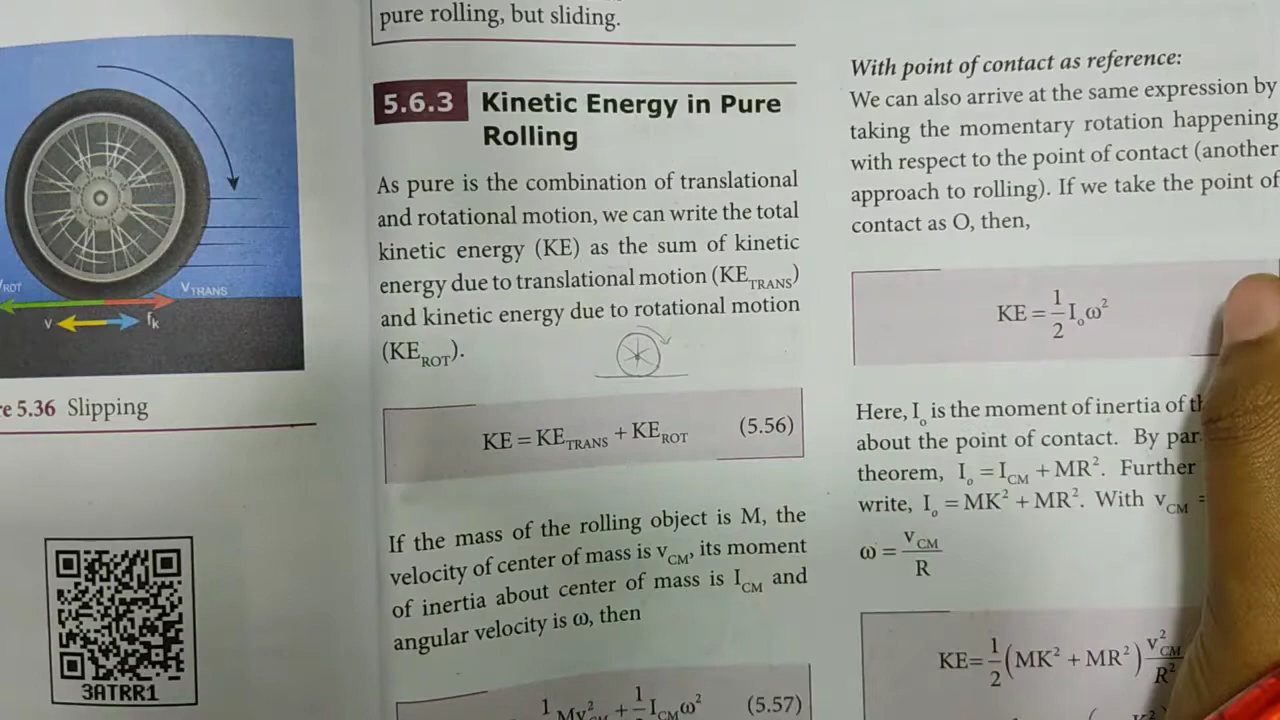 V_TRANS
v
f_k
5.36 Slipping
3ATRR1
pure rolling, but sliding.
5.6.3 Kinetic Energy in Pure
Rolling
As pure is the combination of translational
and rotational motion, we can write the total
kinetic energy (KE) as the sum of kinetic
energy due to translational motion (KE_TRANS)
and kinetic energy due to rotational motion
(KE_ROT).
KE = KE_TRANS + KE_ROT (5.56)
If the mass of the rolling object is M, the
velocity of center of mass is v_CM, its moment
of inertia about center of mass is I_CM and
angular velocity is ω, then
+ 1/2 I_CM ω² (5.57)
With point of contact as reference:
We can also arrive at the same expression by
taking the momentary rotation happening
with respect to the point of contact (another
approach to rolling). If we take the point of
contact as O, then,
KE = 1/2 I_o ω²
Here, I_o is the moment of inertia of
about the point of contact. By
theorem, I_o = I_CM + MR². Further
write, I_o = MK² + MR². With v_CM =
ω = v_CM/R
KE = 1/2 (MK² + MR²) v²_CM/R²